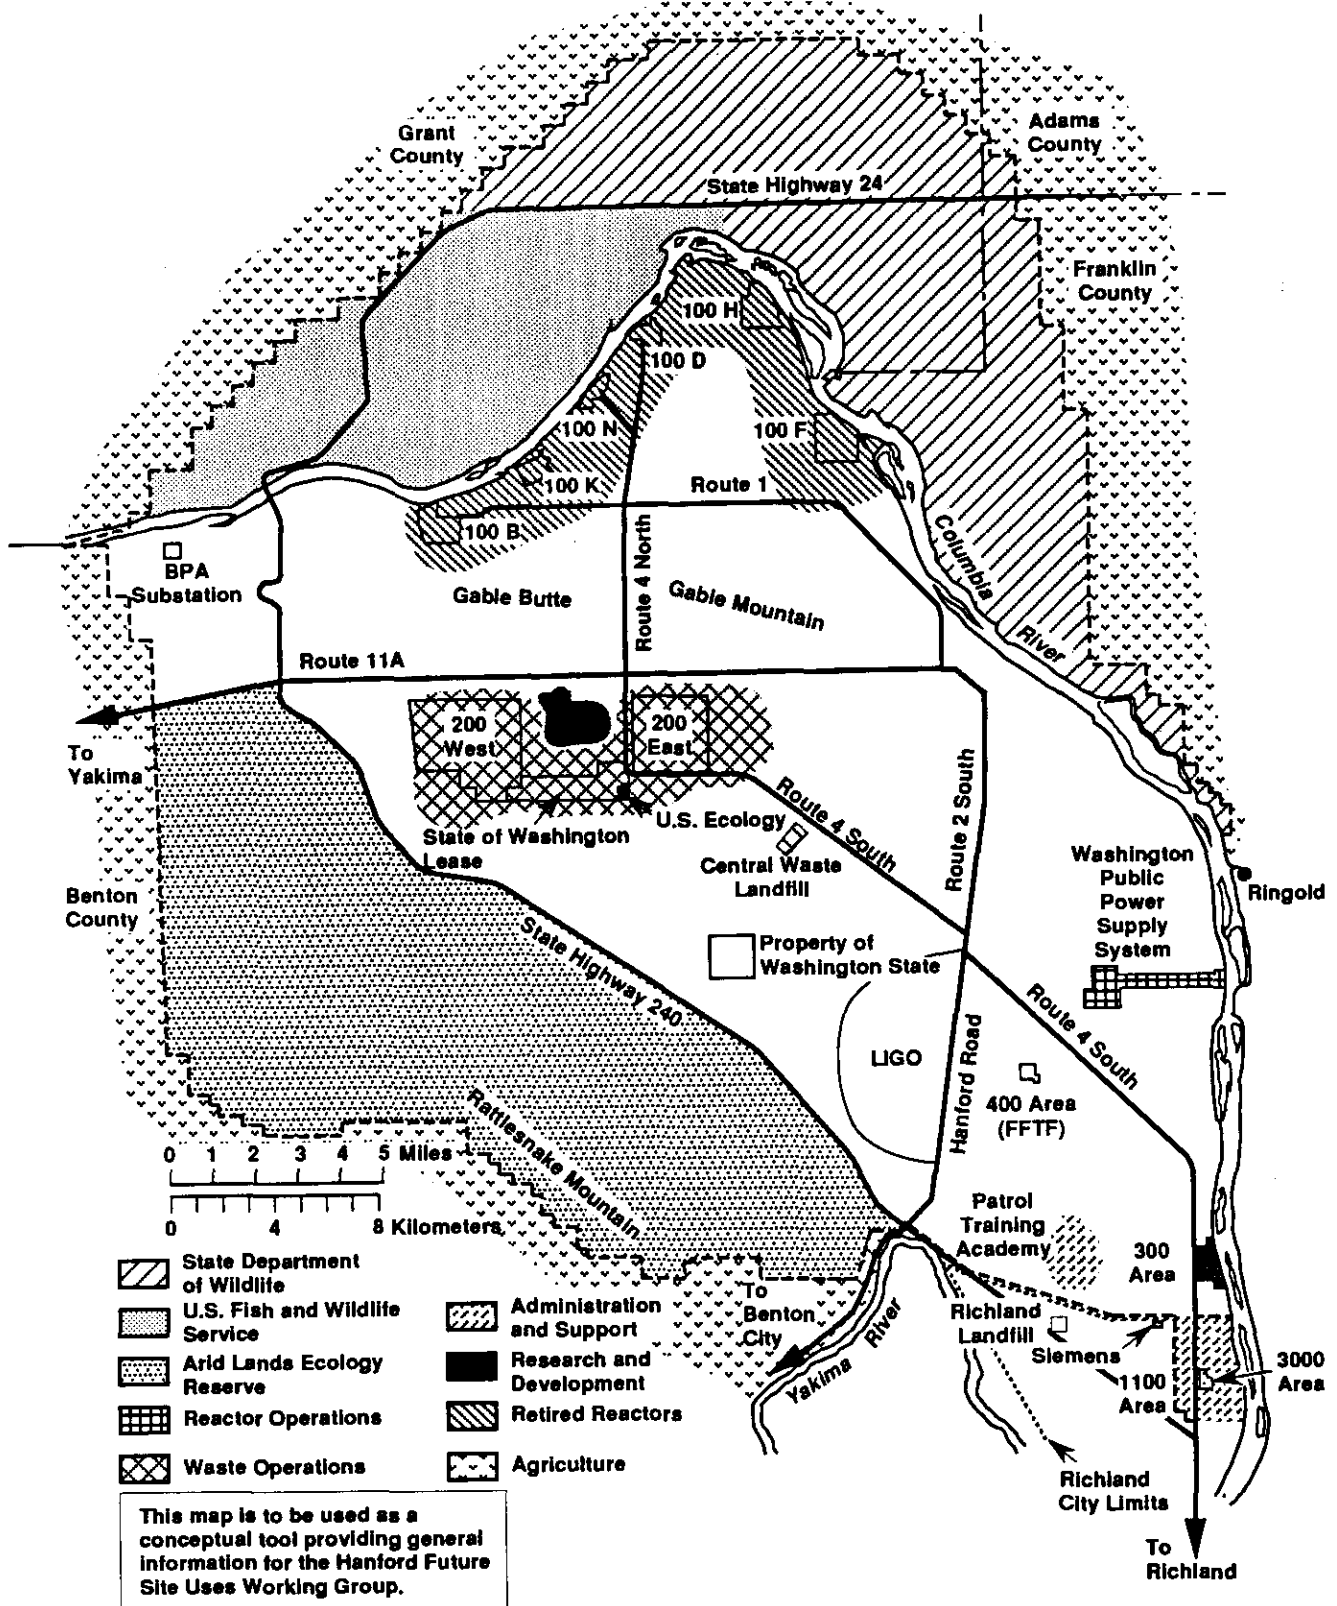 Grant
County
Adams
County
State Highway 24
Franklin
County
100 H
100 D
100 N
100 F
100 K
Route 1
100 B
Columbia
River
BPA
Substation
Gable Butte
Route 4 North
Gable Mountain
Route 11A
200
West
200
East
To
Yakima
Route 2 South
Route 4 South
U.S. Ecology
State of Washington
Lease
Central Waste
Landfill
Washington
Public
Power
Supply
System
Ringold
Benton
County
State Highway 240
Property of
Washington State
Route 4 South
LIGO
Hanford Road
400 Area
(FFTF)
Rattlesnake Mountain
0 1 2 3 4 5 Miles
0 4 8 Kilometers
Patrol
Training
Academy
300
Area
To
Benton
City
Yakima
River
Richland
Landfill
Siemens
1100
Area
3000
Area
Richland
City Limits
To
Richland
State Department
of Wildlife
U.S. Fish and Wildlife
Service
Arid Lands Ecology
Reserve
Reactor Operations
Waste Operations
Administration
and Support
Research and
Development
Retired Reactors
Agriculture
This map is to be used as a
conceptual tool providing general
information for the Hanford Future
Site Uses Working Group.